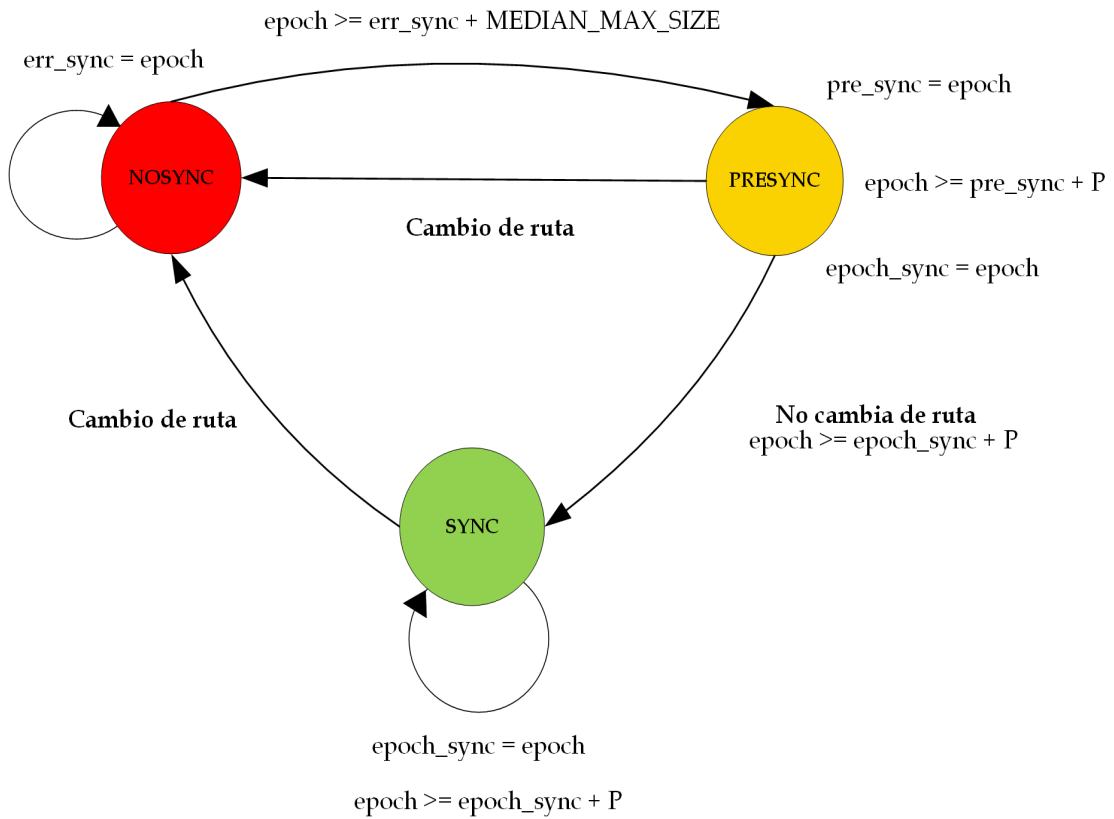 epoch >= err_sync + MEDIAN_MAX_SIZE
err_sync = epoch
pre_sync = epoch
NOSYNC
PRESYNC
epoch >= pre_sync + P
Cambio de ruta
epoch_sync = epoch
Cambio de ruta
No cambia de ruta
epoch >= epoch_sync + P
SYNC
epoch_sync = epoch
epoch >= epoch_sync + P